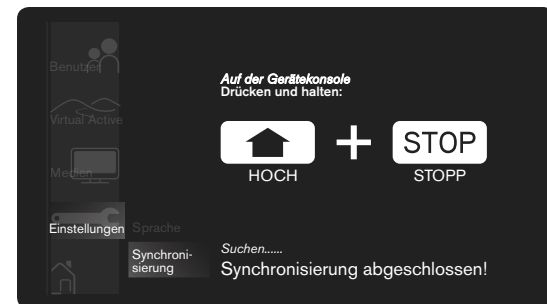 Benutzer
Virtual Active
Medien
Einstellungen
Sprache
Synchroni-
sierung
Auf der Gerätekonsole
Drücken und halten:
STOP
HOCH
STOPP
Suchen......
Synchronisierung abgeschlossen!